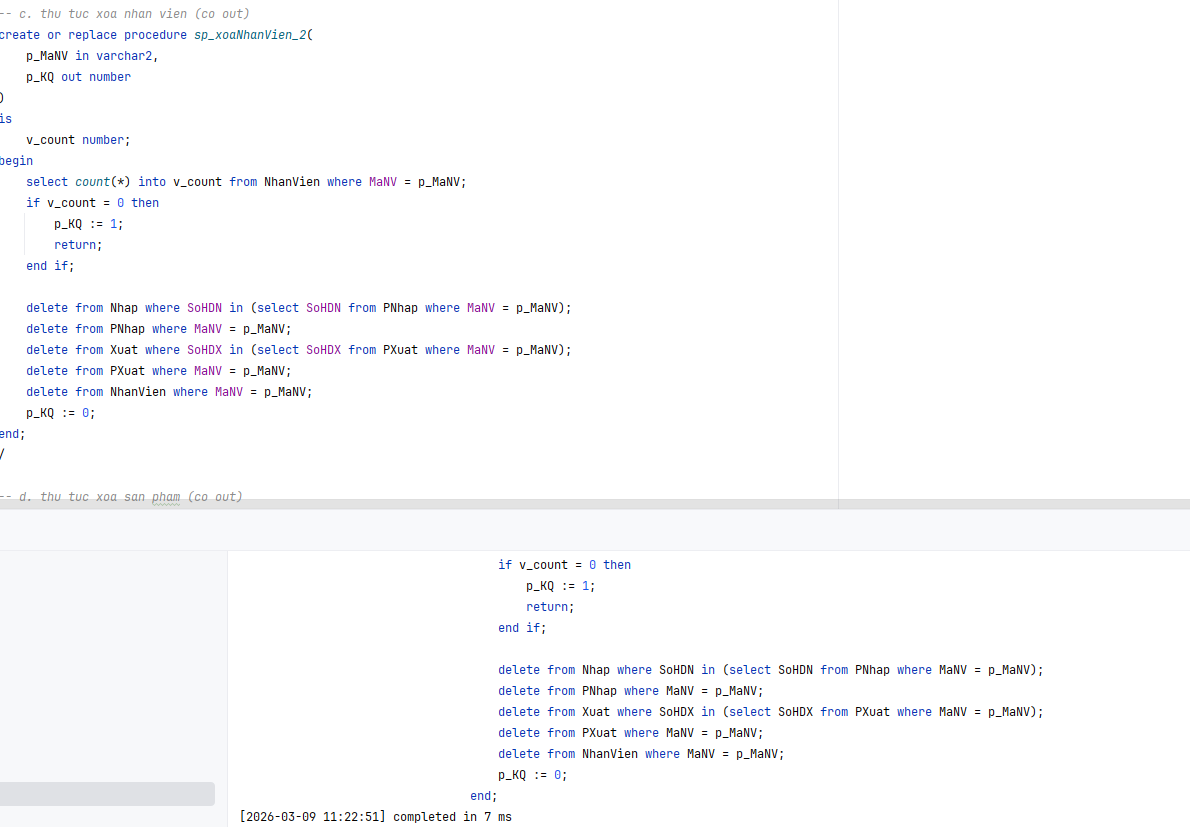 -- c. thu tuc xoa nhan vien (co out)
create or replace procedure sp_xoaNhanVien_2(
    p_MaNV in varchar2,
    p_KQ out number
)
is
    v_count number;
begin
    select count(*) into v_count from NhanVien where MaNV = p_MaNV;
    if v_count = 0 then
        p_KQ := 1;
        return;
    end if;

    delete from Nhap where SoHDN in (select SoHDN from PNhap where MaNV = p_MaNV);
    delete from PNhap where MaNV = p_MaNV;
    delete from Xuat where SoHDX in (select SoHDX from PXuat where MaNV = p_MaNV);
    delete from PXuat where MaNV = p_MaNV;
    delete from NhanVien where MaNV = p_MaNV;
    p_KQ := 0;
end;
/

-- d. thu tuc xoa san pham (co out)
if v_count = 0 then
    p_KQ := 1;
    return;
end if;

delete from Nhap where SoHDN in (select SoHDN from PNhap where MaNV = p_MaNV);
delete from PNhap where MaNV = p_MaNV;
delete from Xuat where SoHDX in (select SoHDX from PXuat where MaNV = p_MaNV);
delete from PXuat where MaNV = p_MaNV;
delete from NhanVien where MaNV = p_MaNV;
p_KQ := 0;
end;
[2026-03-09 11:22:51] completed in 7 ms